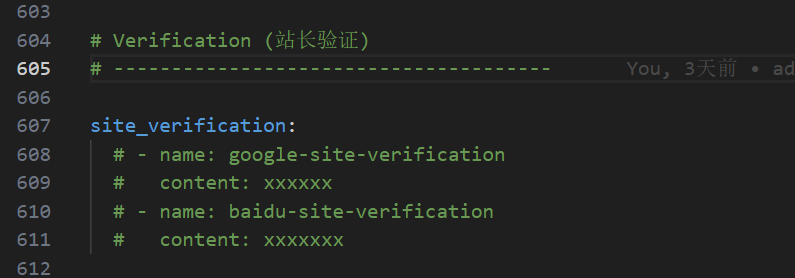 603
604 # Verification (站长验证)
605 # -------------------------------------- You, 3天前 • ad
606
607 site_verification:
608 # - name: google-site-verification
609 #   content: xxxxxx
610 # - name: baidu-site-verification
611 #   content: xxxxxxx
612